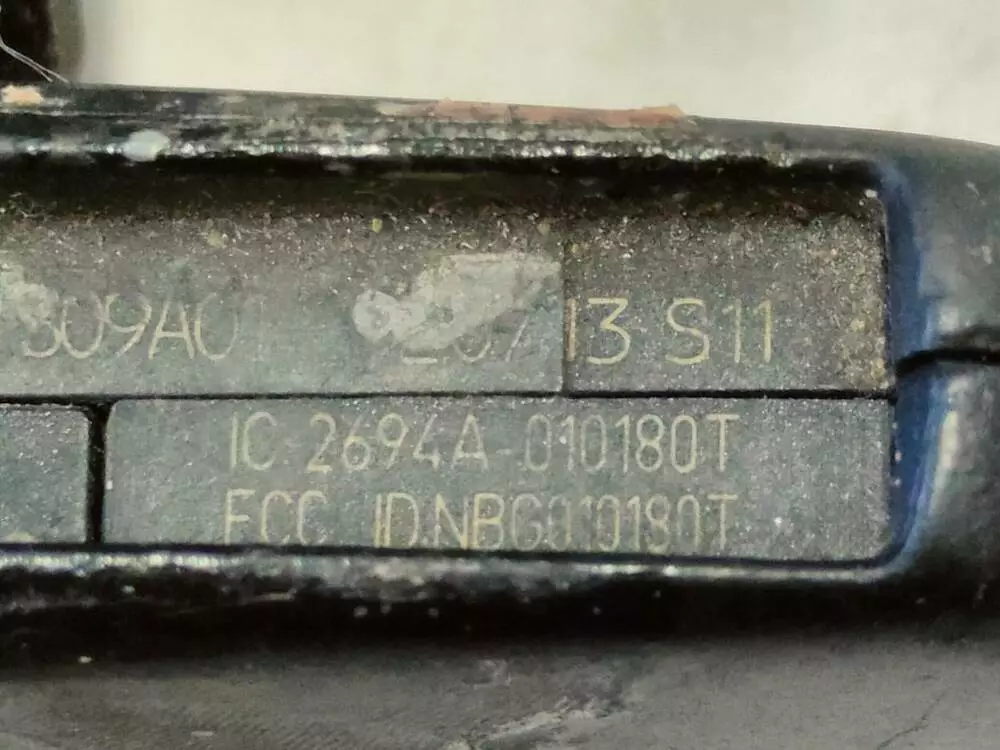 309A0 13 S11
IC 2694A-010180T
FCC ID.NBG010180T